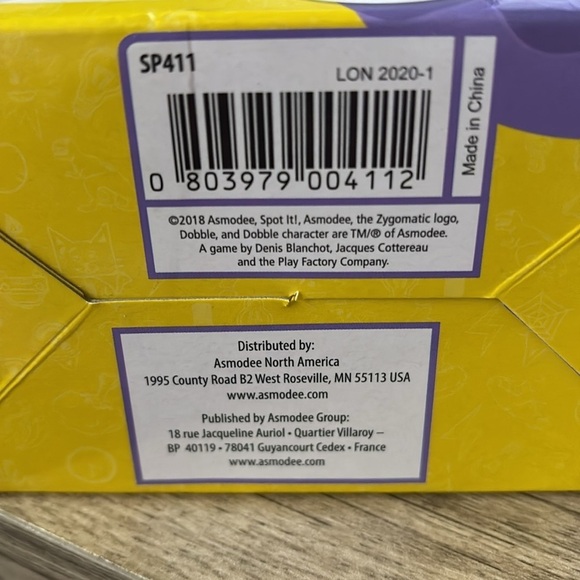 SP411
LON 2020-1
Made in China
0 803979 004112
©2018 Asmodee, Spot It!, Asmodee, the Zygomatic logo,
Dobble, and Dobble character are TM/® of Asmodee.
A game by Denis Blanchot, Jacques Cottereau
and the Play Factory Company.
Distributed by:
Asmodee North America
1995 County Road B2 West Roseville, MN 55113 USA
www.asmodee.com
Published by Asmodee Group:
18 rue Jacqueline Auriol • Quartier Villaroy –
BP 40119 • 78041 Guyancourt Cedex • France
www.asmodee.com